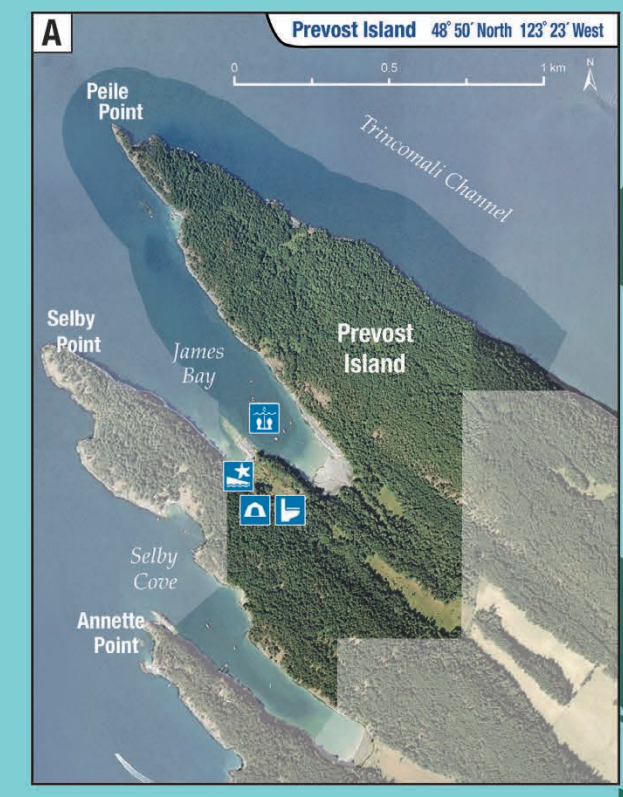 A
Prevost Island 48° 50´ North 123° 23´ West
0 0.5 1 km
N
Peile
Point
Trincomali Channel
Selby
Point
James
Bay
Prevost
Island
Selby
Cove
Annette
Point